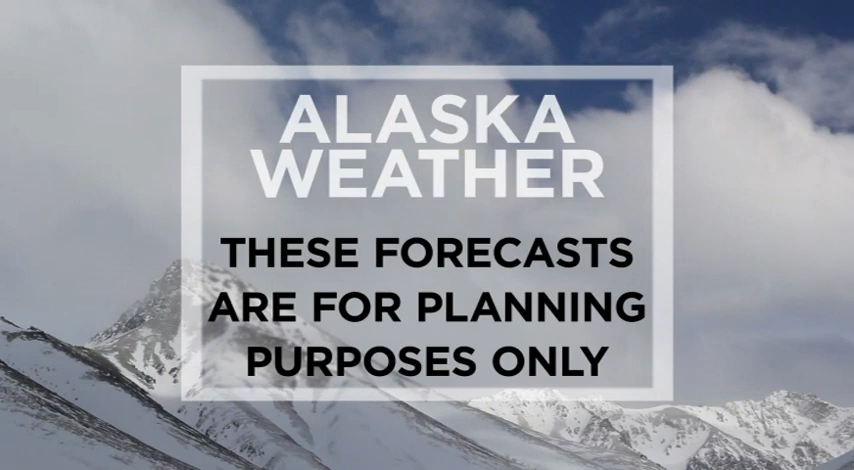 ALASKA
WEATHER
THESE FORECASTS
ARE FOR PLANNING
PURPOSES ONLY